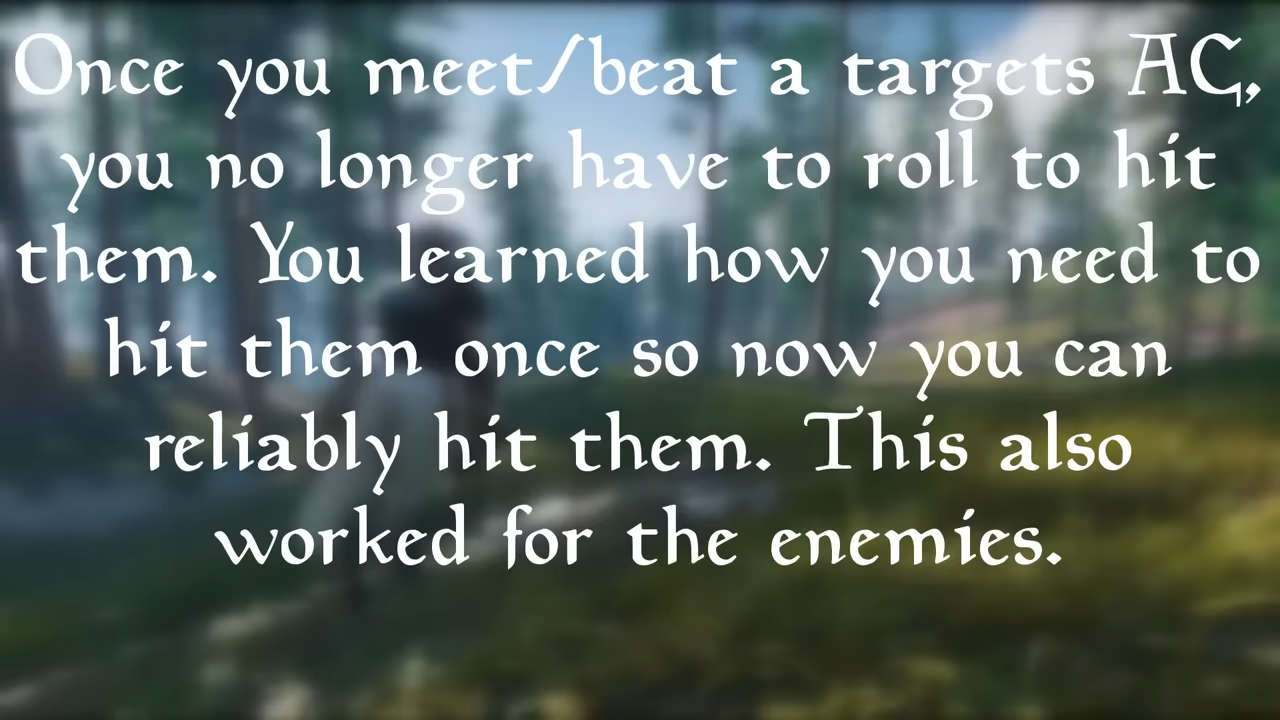 Once you meet/beat a targets AC,
you no longer have to roll to hit
them. You learned how you need to
hit them once so now you can
reliably hit them. This also
worked for the enemies.